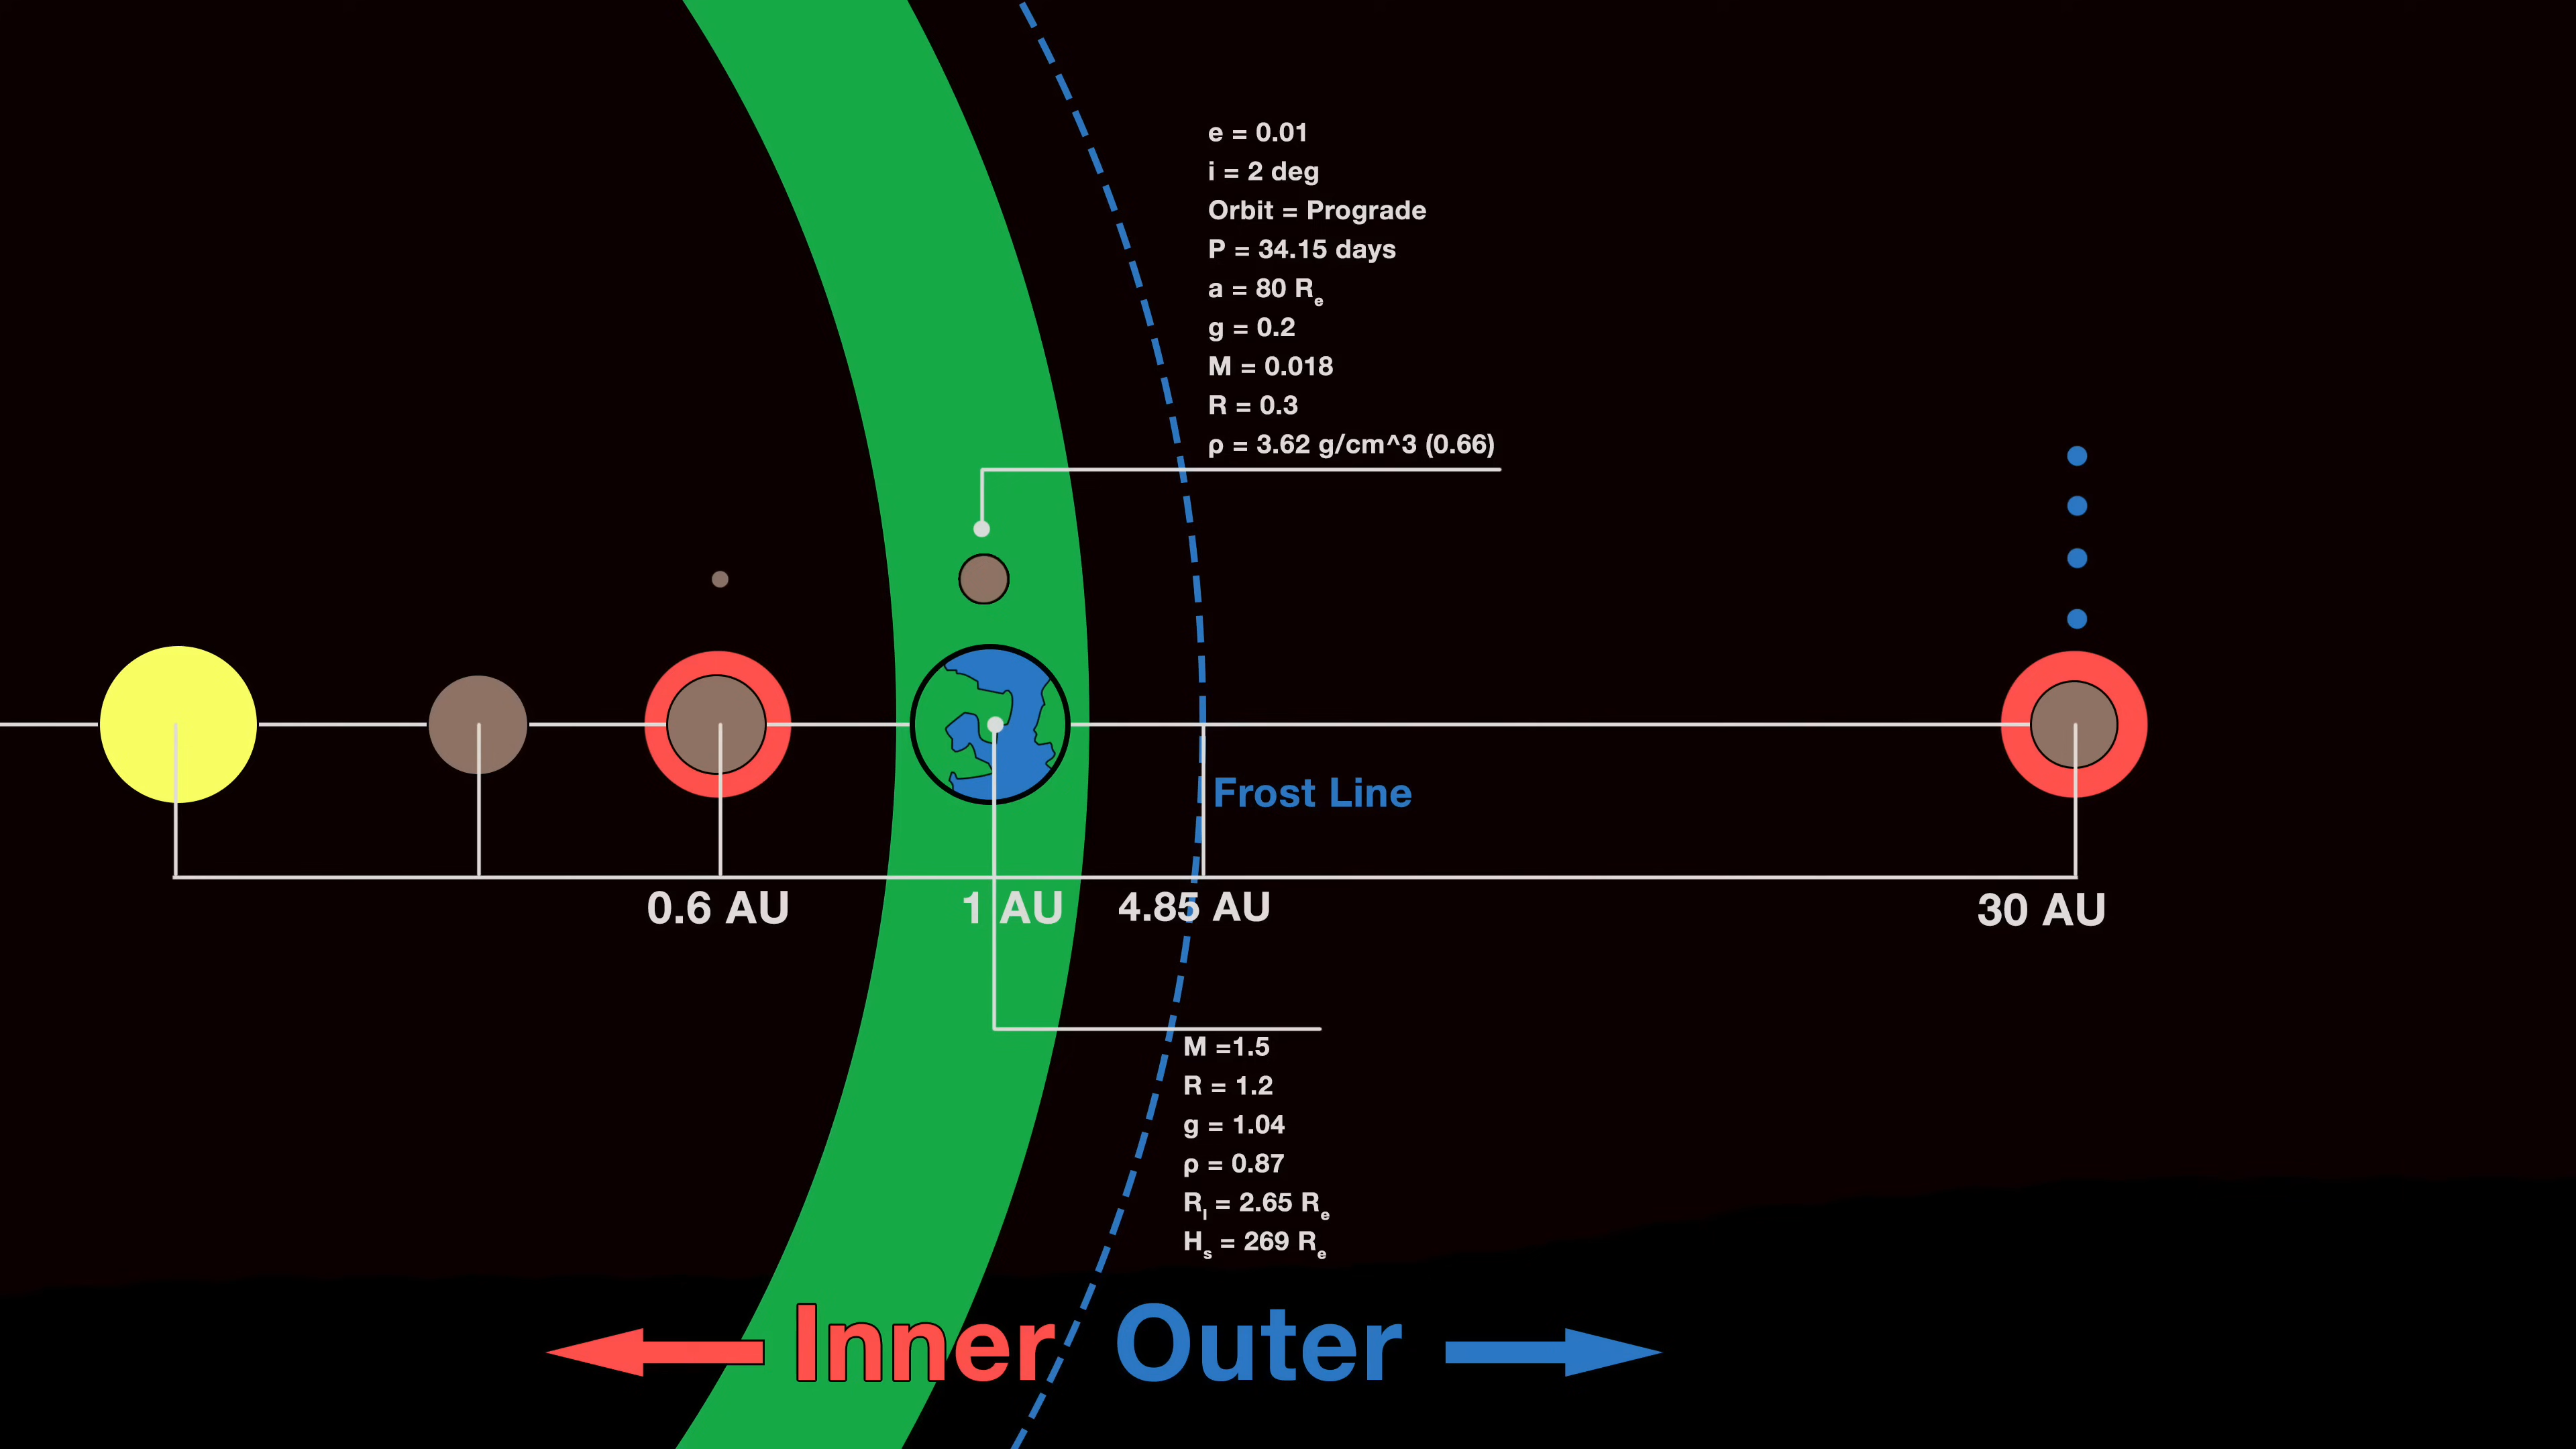 e = 0.01
i = 2 deg
Orbit = Prograde
P = 34.15 days
a = 80 Rₑ
g = 0.2
M = 0.018
R = 0.3
ρ = 3.62 g/cm^3 (0.66)
Frost Line
0.6 AU
1 AU
4.85 AU
30 AU
M =1.5
R = 1.2
g = 1.04
ρ = 0.87
Rₗ = 2.65 Rₑ
Hₛ = 269 Rₑ
Inner
Outer